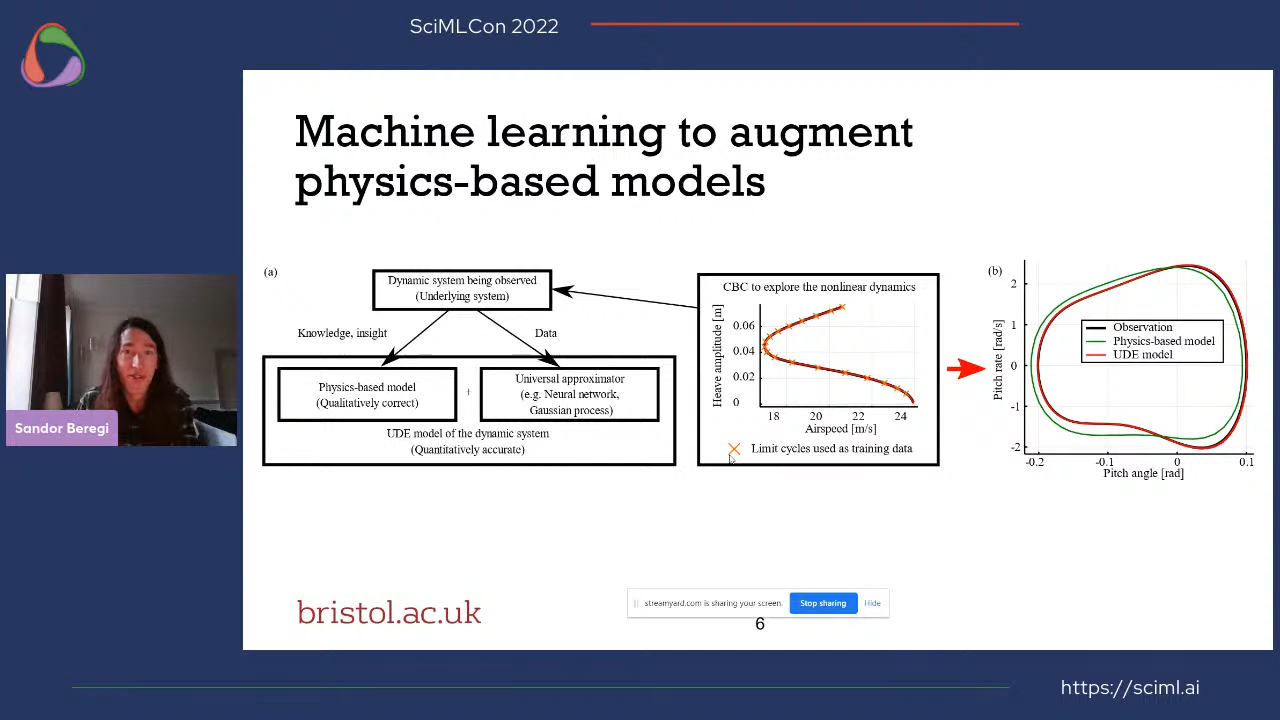 SciMLCon 2022
Machine learning to augment
physics-based models
(a)
Dynamic system being observed
(Underlying system)
Knowledge, insight
Data
Physics-based model
(Qualitatively correct)
+
Universal approximator
(e.g. Neural network,
Gaussian process)
UDE model of the dynamic system
(Quantitatively accurate)
CBC to explore the nonlinear dynamics
Heave amplitude [m]
0.06
0.04
0.02
0
18 20 22 24
Airspeed [m/s]
Limit cycles used as training data
(b)
Pitch rate [rad/s]
2
1
0
-1
-2
Observation
Physics-based model
UDE model
-0.2 -0.1 0 0.1
Pitch angle [rad]
Sandor Beregi
bristol.ac.uk
streamyard.com is sharing your screen. Stop sharing Hide
6
https://sciml.ai